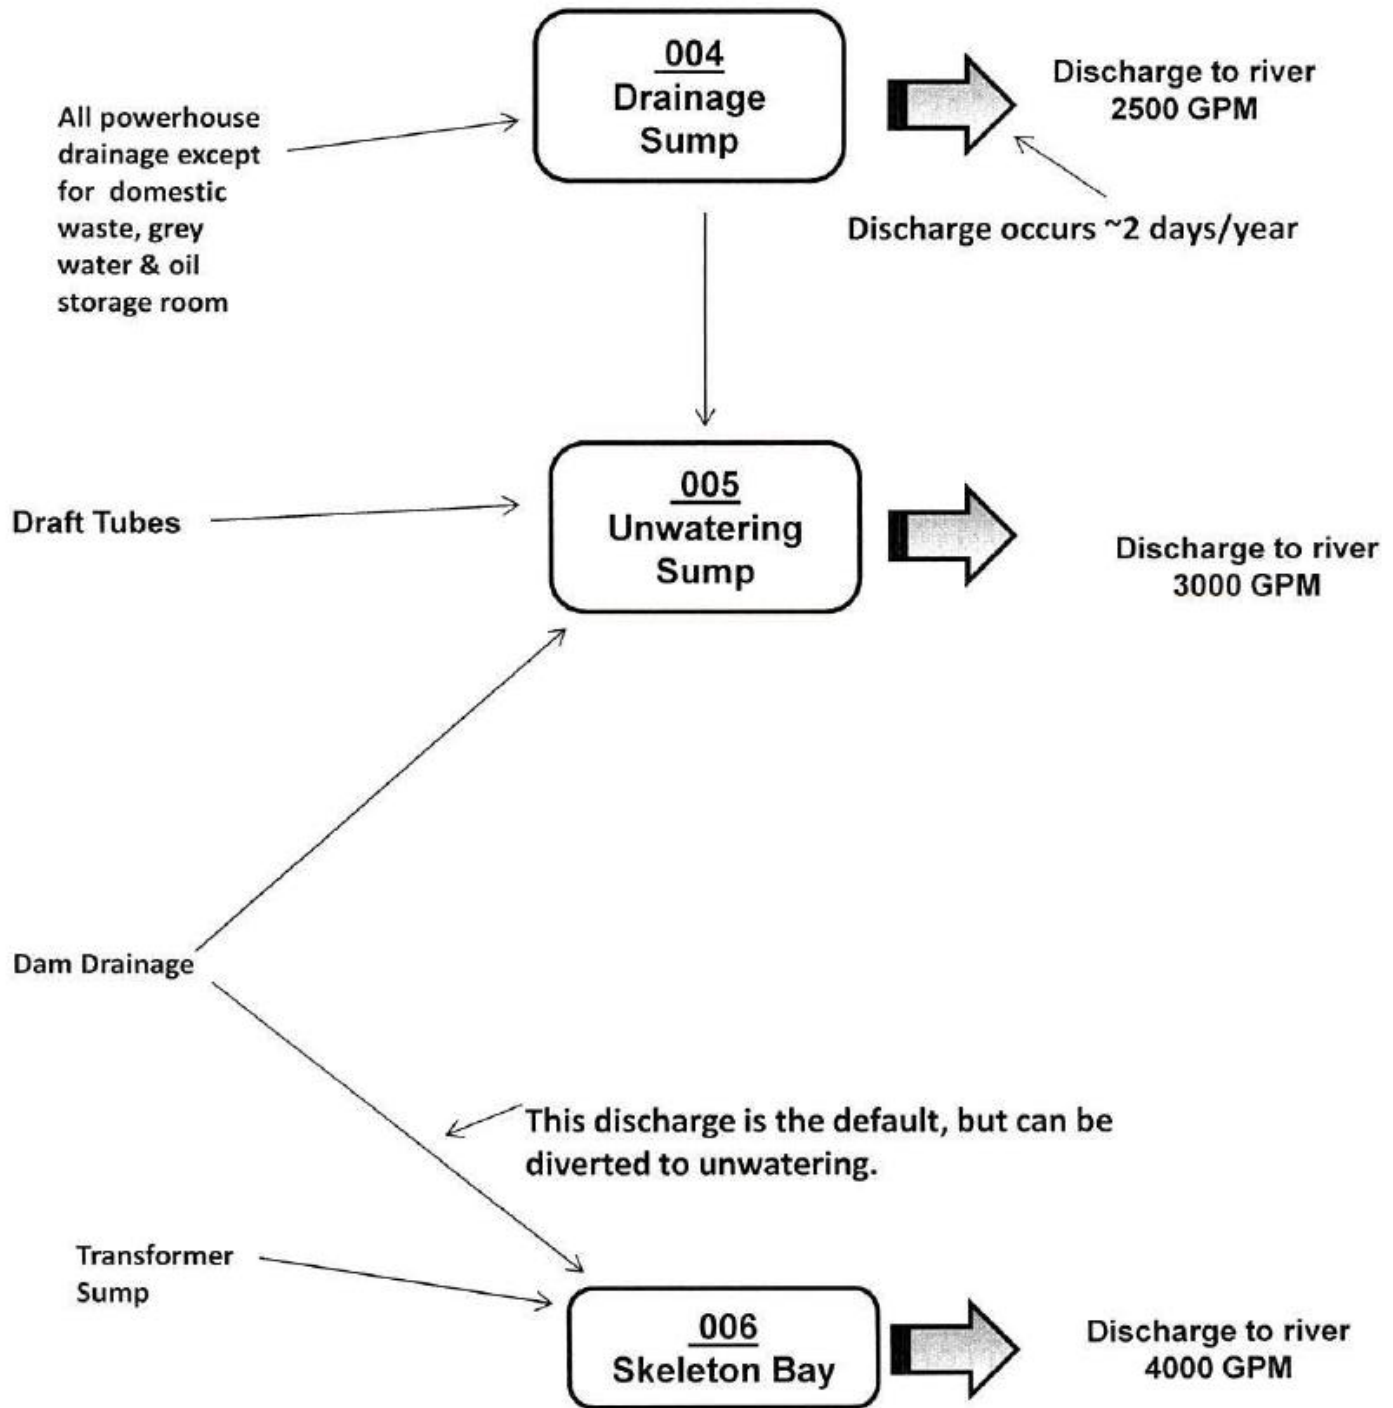 004
Drainage
Sump
Discharge to river
2500 GPM
All powerhouse
drainage except
for domestic
waste, grey
water & oil
storage room
Discharge occurs ~2 days/year
005
Unwatering
Sump
Draft Tubes
Discharge to river
3000 GPM
Dam Drainage
This discharge is the default, but can be
diverted to unwatering.
Transformer
Sump
006
Skeleton Bay
Discharge to river
4000 GPM